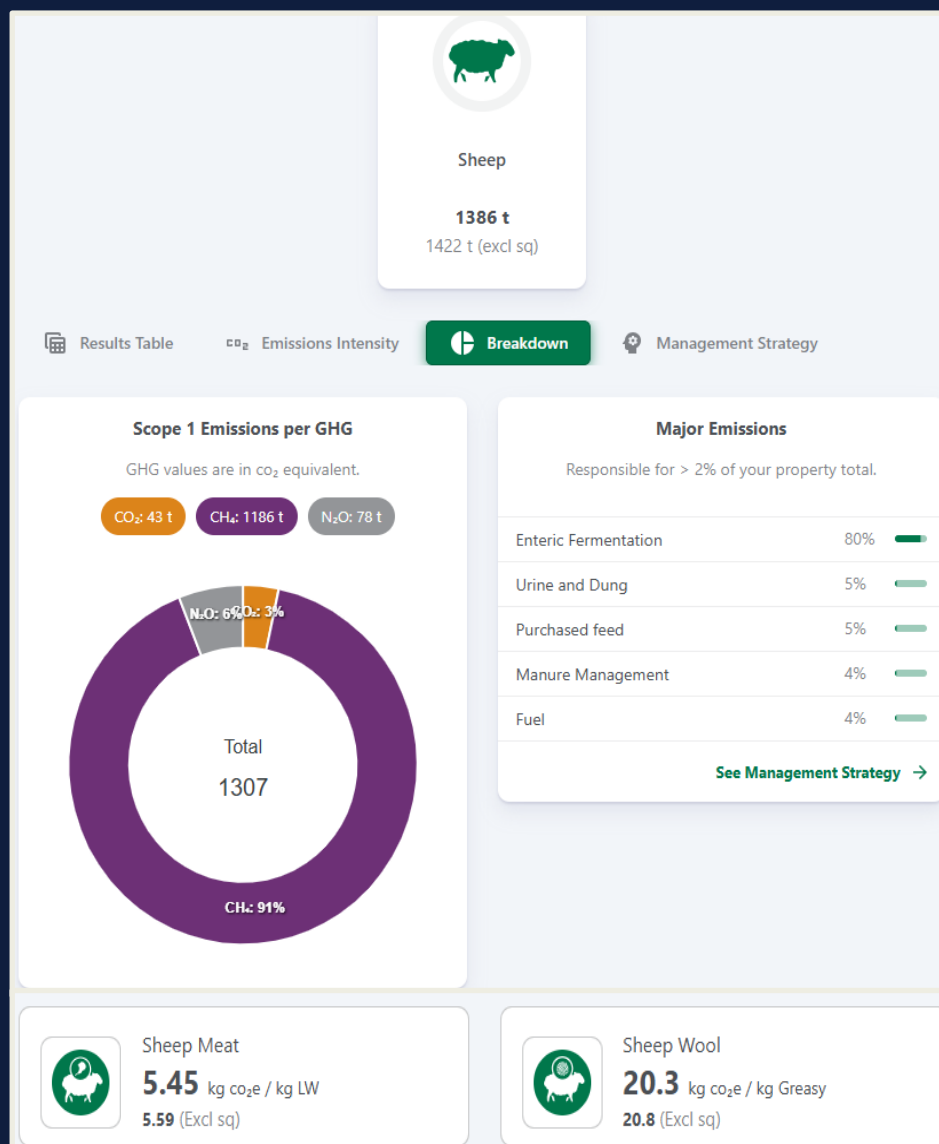 Sheep
1386 t
1422 t (excl sq)
Results Table
CO₂ Emissions Intensity
Breakdown
Management Strategy
Scope 1 Emissions per GHG
GHG values are in co₂ equivalent.
CO₂: 43 t
CH₄: 1186 t
N₂O: 78 t
N₂O: 6%
CO₂: 3%
Total
1307
CH₄: 91%
Major Emissions
Responsible for > 2% of your property total.
Enteric Fermentation 80%
Urine and Dung 5%
Purchased feed 5%
Manure Management 4%
Fuel 4%
See Management Strategy →
Sheep Meat
5.45 kg co₂e / kg LW
5.59 (Excl sq)
Sheep Wool
20.3 kg co₂e / kg Greasy
20.8 (Excl sq)